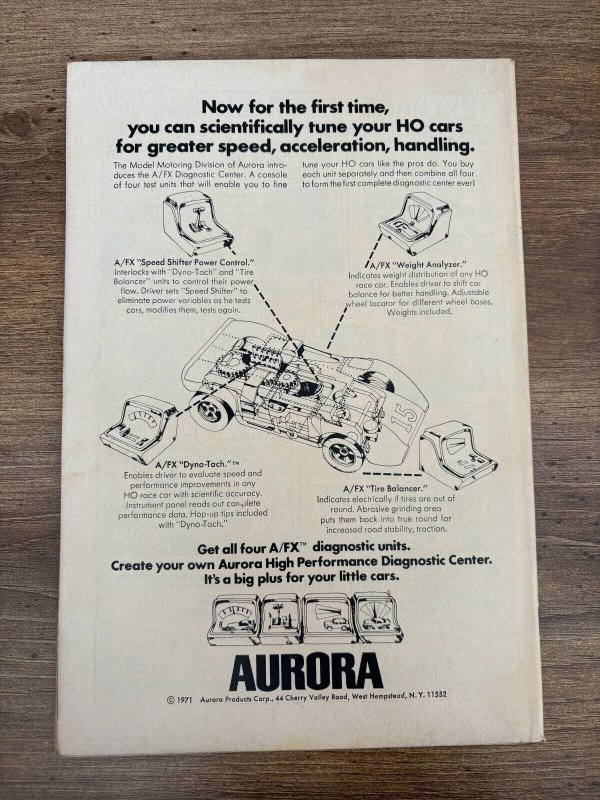 Now for the first time,
you can scientifically tune your HO cars
for greater speed, acceleration, handling.
The Model Motoring Division of Aurora intro-
duces the A/FX Diagnostic Center. A console
of four test units that will enable you to fine
tune your HO cars like the pros do. You buy
each unit separately and then combine all four
to form the first complete diagnostic center ever!
A/FX "Speed Shifter Power Control."
Interlocks with "Dyno-Tach" and "Tire
Balancer" units to control their power
flow. Driver sets "Speed Shifter" to
eliminate power variables as he tests
cars, modifies them, tests again.
A/FX "Weight Analyzer."
Indicates weight distribution of any HO
race car. Enables driver to shift car
balance for better handling. Adjustable
wheel locator for different wheel bases.
Weights included.
15
A/FX "Dyno-Tach."™
Enables driver to evaluate speed and
performance improvements in any
HO race car with scientific accuracy.
Instrument panel reads out complete
performance data. Hop-up tips included
with "Dyno-Tach."
A/FX "Tire Balancer."
Indicates electrically if tires are out of
round. Abrasive grinding area
puts them back into true round for
increased road stability, traction.
Get all four A/FX™ diagnostic units.
Create your own Aurora High Performance Diagnostic Center.
It's a big plus for your little cars.
AURORA
© 1971 Aurora Products Corp., 44 Cherry Valley Road, West Hempstead, N. Y. 11552